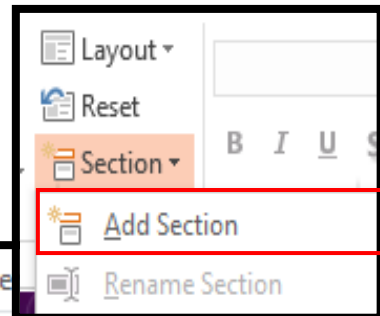 Layout
Reset
Section
B I U S
Add Section
Rename Section
e